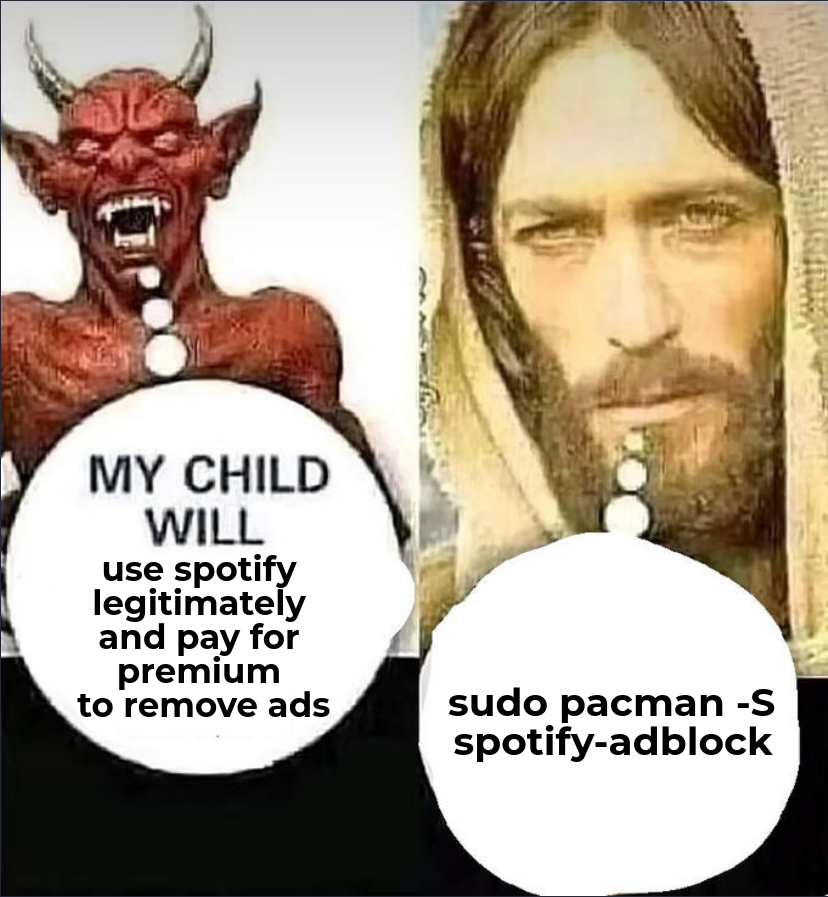 MY CHILD
WILL
use spotify
legitimately
and pay for
premium
to remove ads
sudo pacman -S
spotify-adblock